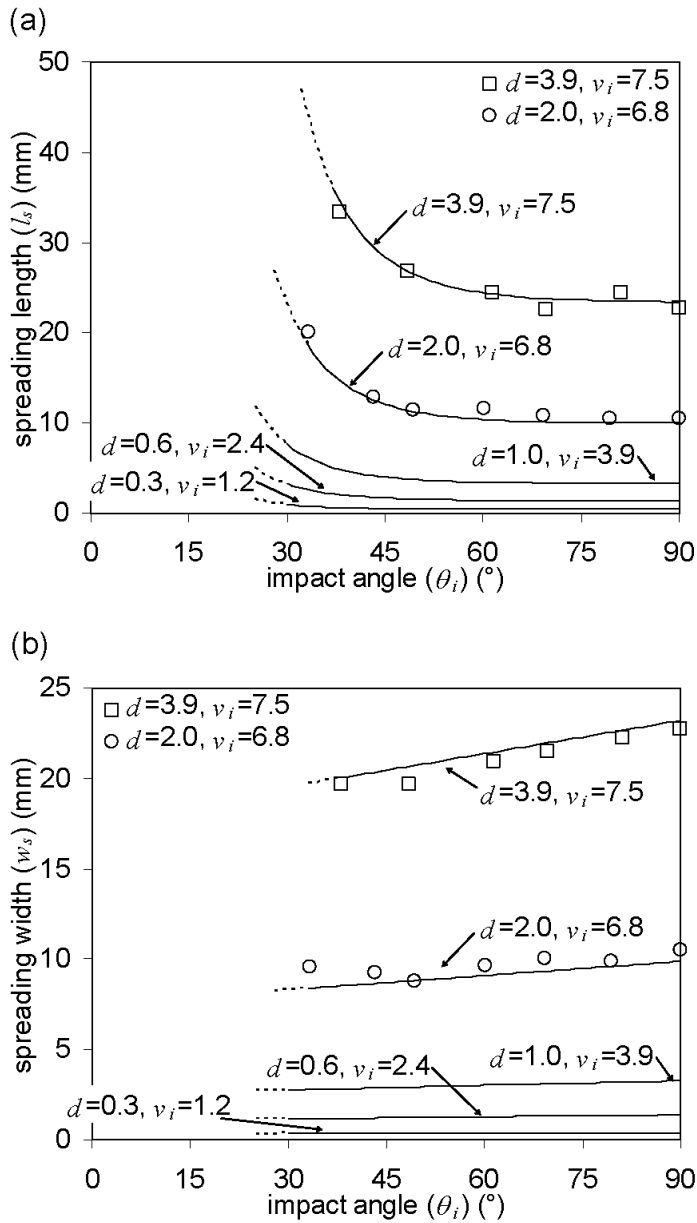 (a)
50
40
30
20
10
0
spreading length (lₛ) (mm)
d=3.9, vᵢ=7.5
d=2.0, vᵢ=6.8
d=3.9, vᵢ=7.5
d=2.0, vᵢ=6.8
d=0.6, vᵢ=2.4
d=1.0, vᵢ=3.9
d=0.3, vᵢ=1.2
0 15 30 45 60 75 90
impact angle (θᵢ) (°)
(b)
25
20
15
10
5
0
spreading width (wₛ) (mm)
d=3.9, vᵢ=7.5
d=2.0, vᵢ=6.8
d=3.9, vᵢ=7.5
d=2.0, vᵢ=6.8
d=0.6, vᵢ=2.4
d=1.0, vᵢ=3.9
d=0.3, vᵢ=1.2
0 15 30 45 60 75 90
impact angle (θᵢ) (°)